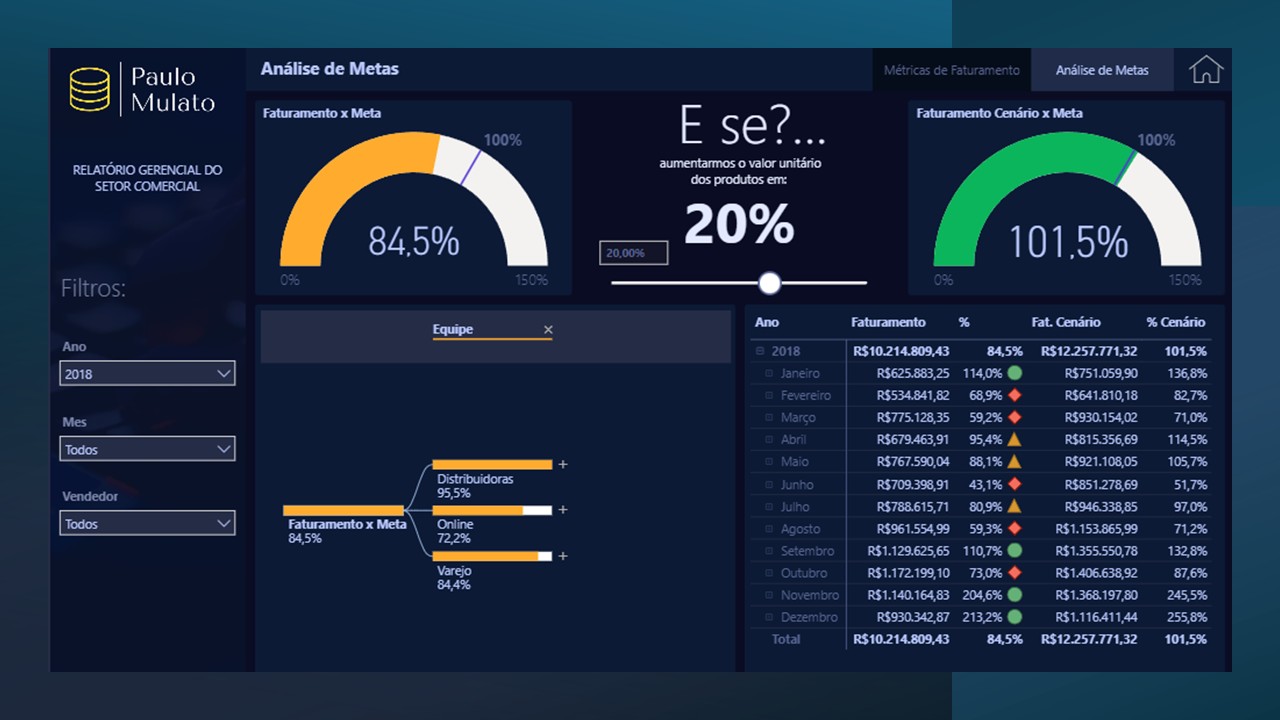 Paulo
Mulato
RELATÓRIO GERENCIAL DO
SETOR COMERCIAL
Filtros:
Ano
2018
Mes
Todos
Vendedor
Todos
Análise de Metas
Métricas de Faturamento
Análise de Metas
Faturamento x Meta
100%
84,5%
0%
150%
E se?...
aumentarmos o valor unitário
dos produtos em:
20%
20,00%
Faturamento Cenário x Meta
100%
101,5%
0%
150%
Equipe
Faturamento x Meta
84,5%
Distribuidoras
95,5%
Online
72,2%
Varejo
84,4%
Ano Faturamento % Fat. Cenário % Cenário
2018 R$10.214.809,43 84,5% R$12.257.771,32 101,5%
Janeiro R$625.883,25 114,0% R$751.059,90 136,8%
Fevereiro R$534.841,82 68,9% R$641.810,18 82,7%
Março R$775.128,35 59,2% R$930.154,02 71,0%
Abril R$679.463,91 95,4% R$815.356,69 114,5%
Maio R$767.590,04 88,1% R$921.108,05 105,7%
Junho R$709.398,91 43,1% R$851.278,69 51,7%
Julho R$788.615,71 80,9% R$946.338,85 97,0%
Agosto R$961.554,99 59,3% R$1.153.865,99 71,2%
Setembro R$1.129.625,65 110,7% R$1.355.550,78 132,8%
Outubro R$1.172.199,10 73,0% R$1.406.638,92 87,6%
Novembro R$1.140.164,83 204,6% R$1.368.197,80 245,5%
Dezembro R$930.342,87 213,2% R$1.116.411,44 255,8%
Total R$10.214.809,43 84,5% R$12.257.771,32 101,5%